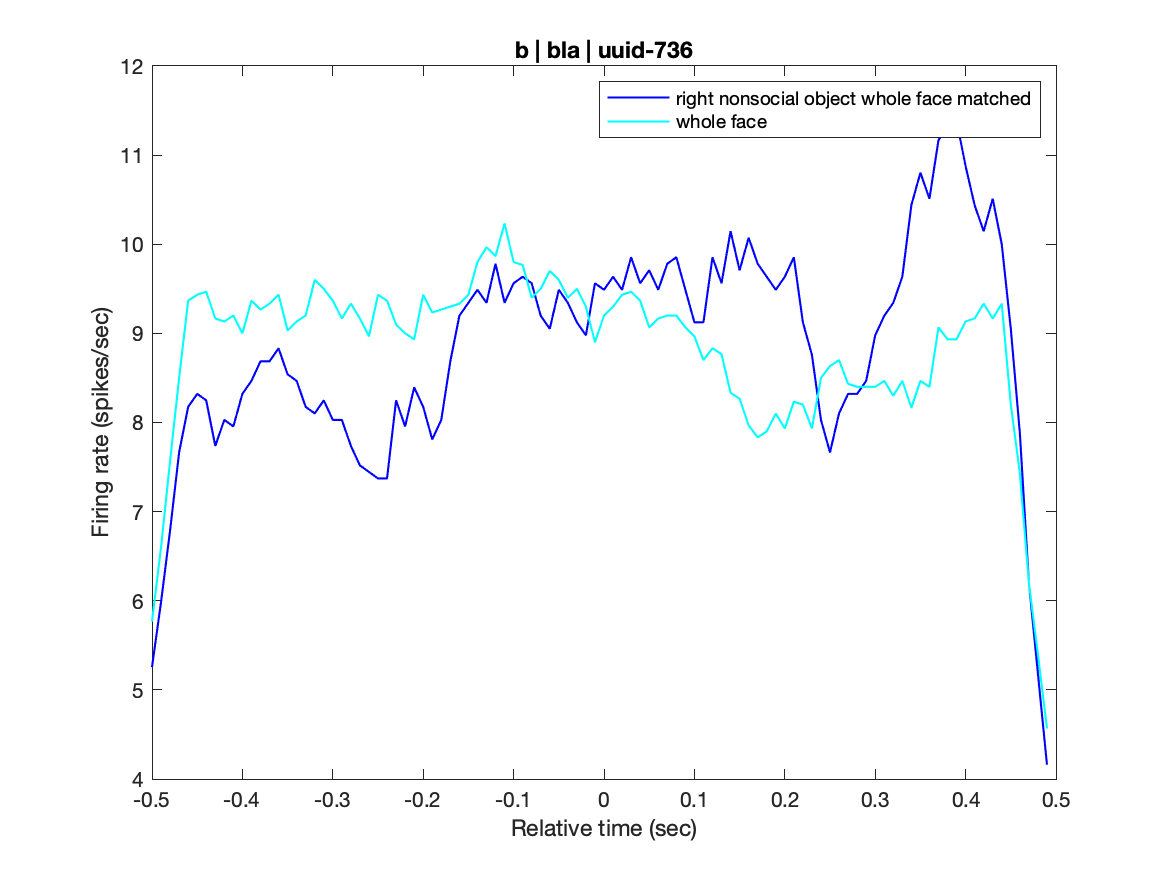 b | bla | uuid-736
right nonsocial object whole face matched
whole face
12
11
10
9
8
7
6
5
4
Firing rate (spikes/sec)
-0.5 -0.4 -0.3 -0.2 -0.1 0 0.1 0.2 0.3 0.4 0.5
Relative time (sec)